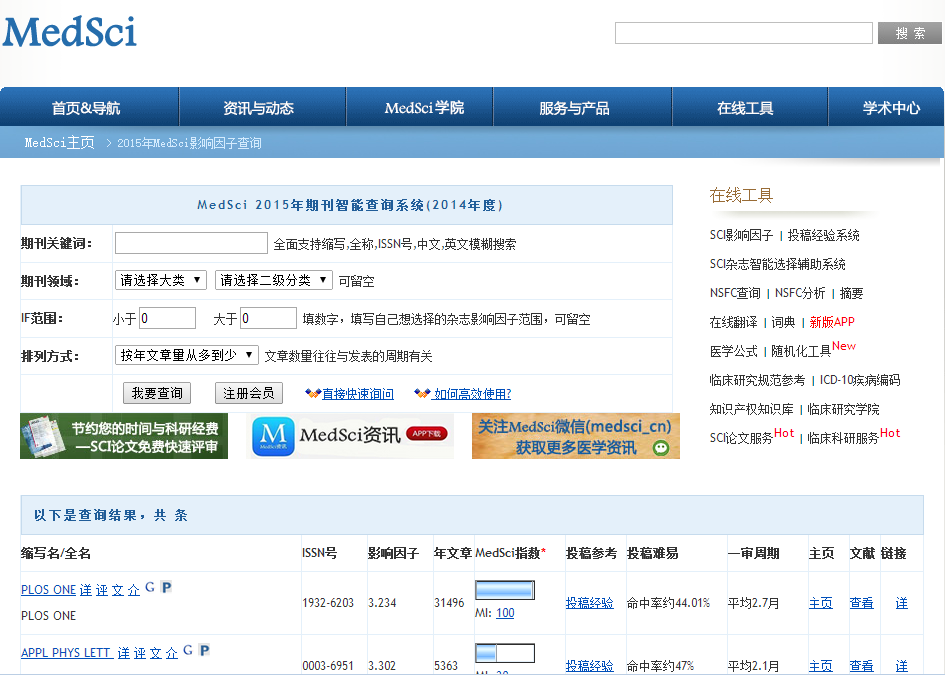 MedSci
搜 索
首页&导航 资讯与动态 MedSci学院 服务与产品 在线工具 学术中心
MedSci主页 > 2015年MedSci影响因子查询
MedSci 2015年期刊智能查询系统(2014年度)
期刊关键词： 全面支持缩写,全称,ISSN号,中文,英文模糊搜索
期刊领域： 请选择大类 请选择二级分类 可留空
IF范围： 小于 0 大于 0 填数字，填写自己想选择的杂志影响因子范围，可留空
排列方式： 按年文章量从多到少 文章数量往往与发表的周期有关
我要查询 注册会员 直接快速询问 如何高效使用?
节约您的时间与科研经费
—SCI论文免费快速评审
M MedSci资讯 APP下载
MedSci资讯
关注MedSci微信(medsci_cn)
获取更多医学资讯
在线工具
SCI影响因子 | 投稿经验系统
SCI杂志智能选择辅助系统
NSFC查询 | NSFC分析 | 摘要
在线翻译 | 词典 | 新版APP
医学公式 | 随机化工具New
临床研究规范参考 | ICD-10疾病编码
知识产权知识库 | 临床研究学院
SCI论文服务Hot | 临床科研服务Hot
以下是查询结果，共 条
缩写名/全名 ISSN号 影响因子 年文章 MedSci指数* 投稿参考 投稿难易 一审周期 主页 文献 链接
PLOS ONE 详 评 文 介 G P
PLOS ONE
1932-6203 3.234 31496 MI: 100 投稿经验 命中率约44.01% 平均2.7月 主页 查看 详
APPL PHYS LETT 详 评 文 介 G P
0003-6951 3.302 5363 投稿经验 命中率约47% 平均2.1月 主页 查看 详